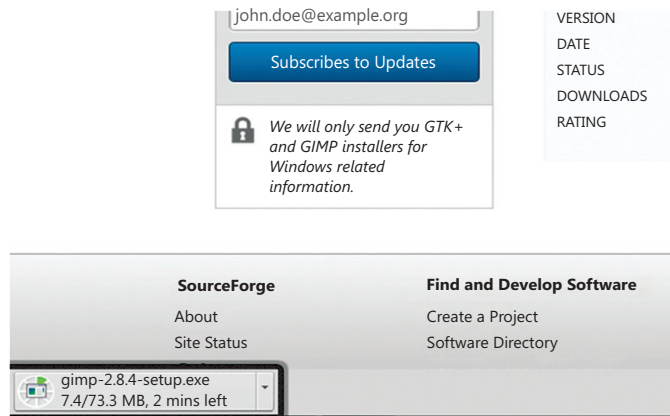 john.doe@example.org
Subscribes to Updates
We will only send you GTK+
and GIMP installers for
Windows related
information.
VERSION
DATE
STATUS
DOWNLOADS
RATING
SourceForge
About
Site Status
Find and Develop Software
Create a Project
Software Directory
gimp-2.8.4-setup.exe
7.4/73.3 MB, 2 mins left